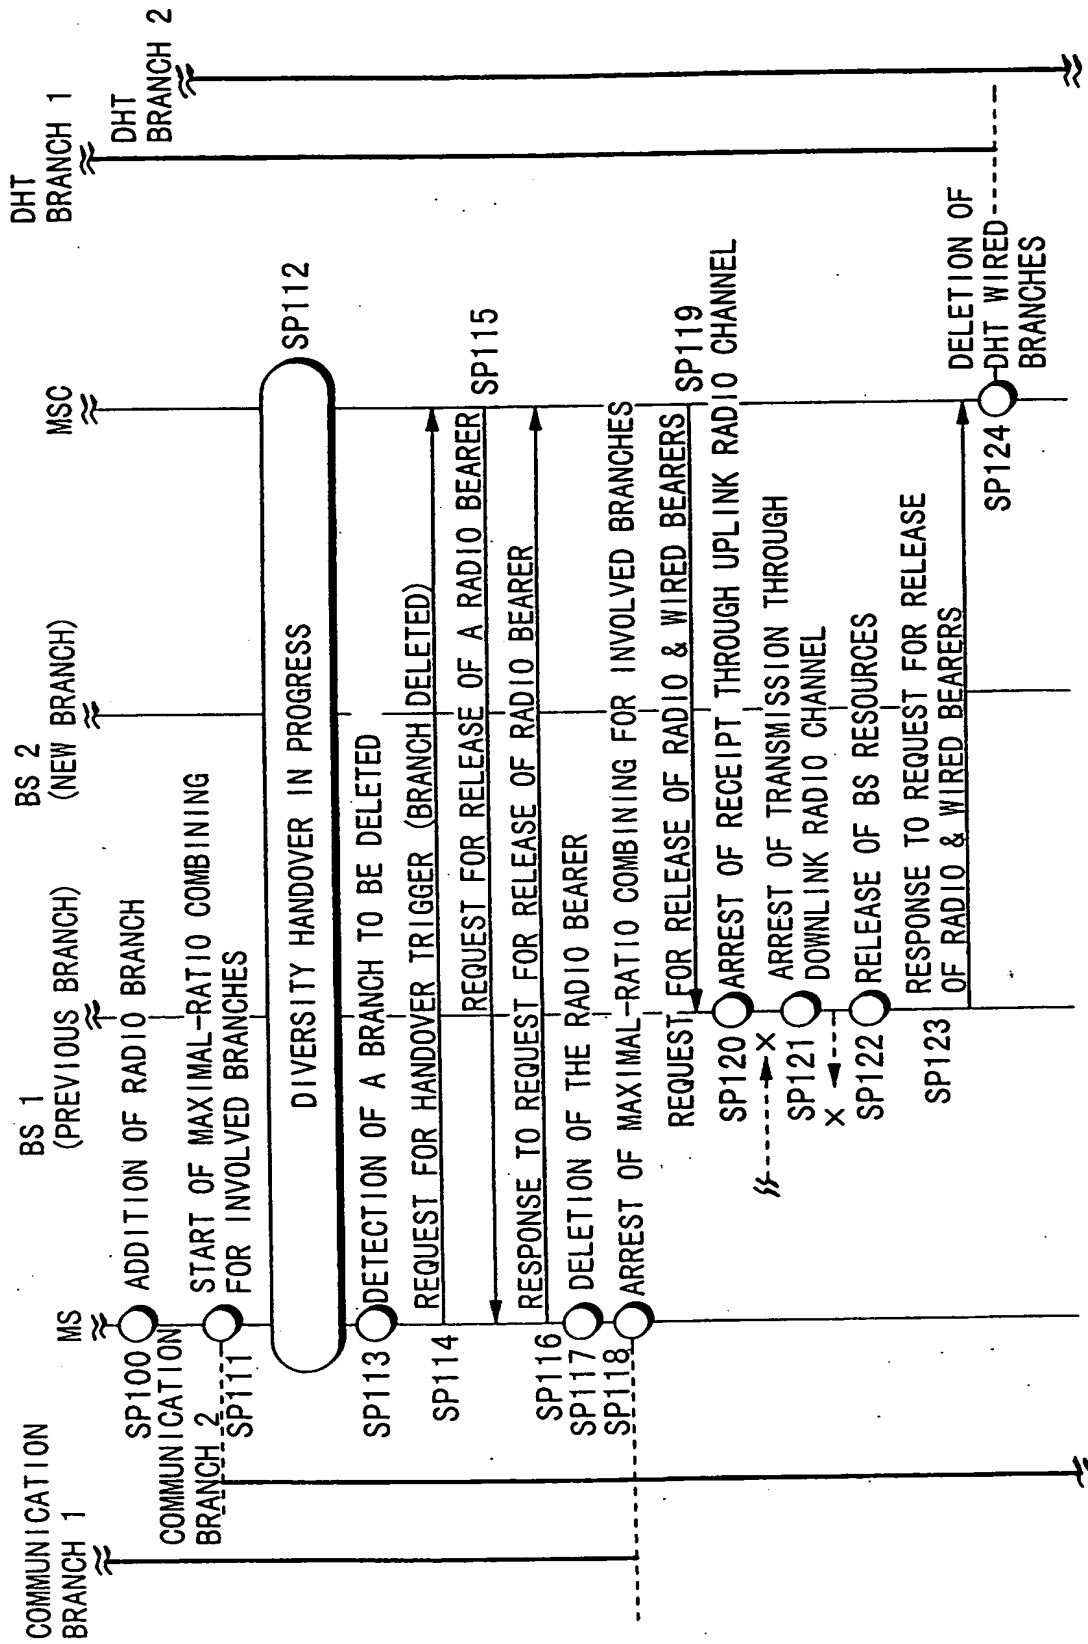 COMMUNICATION
BRANCH 1
MS
BS 1
(PREVIOUS BRANCH)
BS 2
(NEW BRANCH)
MSC
DHT
BRANCH 1
DHT
BRANCH 2
SP100
ADDITION OF RADIO BRANCH
COMMUNICATION
BRANCH 2
SP111
START OF MAXIMAL-RATIO COMBINING
FOR INVOLVED BRANCHES
DIVERSITY HANDOVER IN PROGRESS
SP112
SP113
DETECTION OF A BRANCH TO BE DELETED
SP114
REQUEST FOR HANDOVER TRIGGER (BRANCH DELETED)
REQUEST FOR RELEASE OF A RADIO BEARER
SP115
SP116
RESPONSE TO REQUEST FOR RELEASE OF RADIO BEARER
SP117
DELETION OF THE RADIO BEARER
SP118
ARREST OF MAXIMAL-RATIO COMBINING FOR INVOLVED BRANCHES
REQUEST FOR RELEASE OF RADIO & WIRED BEARERS
SP119
SP120
ARREST OF RECEIPT THROUGH UPLINK RADIO CHANNEL
X
SP121
ARREST OF TRANSMISSION THROUGH
DOWNLINK RADIO CHANNEL
X
SP122
RELEASE OF BS RESOURCES
SP123
RESPONSE TO REQUEST FOR RELEASE
OF RADIO & WIRED BEARERS
SP124
DELETION OF
DHT WIRED
BRANCHES